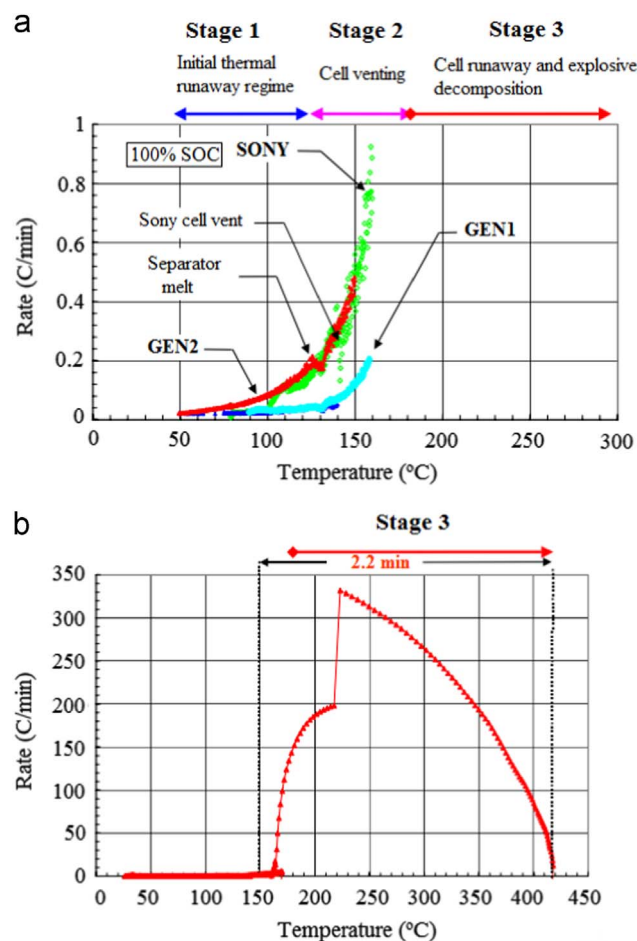 a
Stage 1 Stage 2 Stage 3
Initial thermal
runaway regime
Cell venting
Cell runaway and explosive
decomposition
1
100% SOC
SONY
0.8
Sony cell vent
GEN1
0.6
Separator
melt
Rate (C/min)
0.4
GEN2
0.2
0
0 50 100 150 200 250 300
Temperature (ºC)
b
Stage 3
2.2 min
350
300
250
200
Rate (C/min)
150
100
50
0
0 50 100 150 200 250 300 350 400 450
Temperature (ºC)